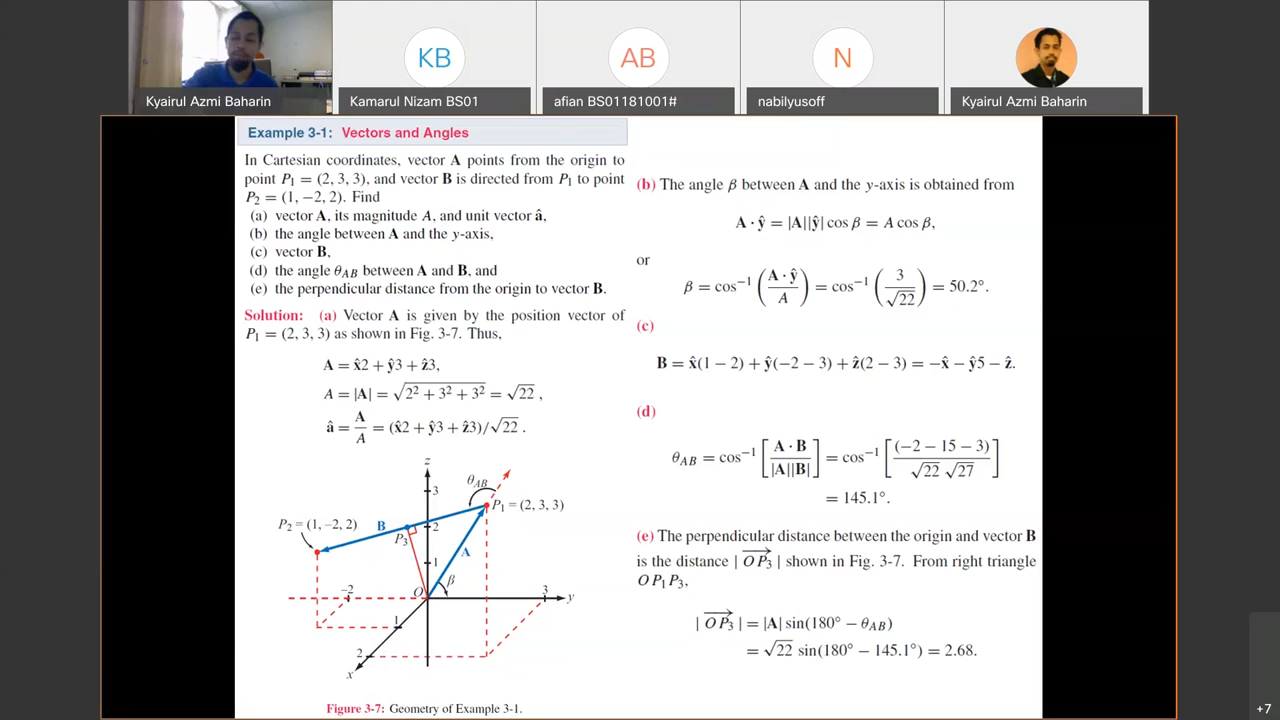 KB
AB
N
Kyairul Azmi Baharin
Kamarul Nizam BS01
afian BS01181001#
nabilyusoff
Kyairul Azmi Baharin
Example 3-1: Vectors and Angles
In Cartesian coordinates, vector A points from the origin to
point P₁ = (2, 3, 3), and vector B is directed from P₁ to point
P₂ = (1, −2, 2). Find
(a) vector A, its magnitude A, and unit vector â,
(b) the angle between A and the y-axis,
(c) vector B,
(d) the angle θ_AB between A and B, and
(e) the perpendicular distance from the origin to vector B.
Solution: (a) Vector A is given by the position vector of
P₁ = (2, 3, 3) as shown in Fig. 3-7. Thus,
A = x̂2 + ŷ3 + ẑ3,
A = |A| = √(2² + 3² + 3²) = √22 ,
â = A/A = (x̂2 + ŷ3 + ẑ3)/√22 .
z
θ_AB
3
P₁ = (2, 3, 3)
P₂ = (1, −2, 2)
B
2
P₃
A
1
β
O
−2
3
y
1
2
x
Figure 3-7: Geometry of Example 3-1.
(b) The angle β between A and the y-axis is obtained from
A · ŷ = |A||ŷ| cos β = A cos β,
or
β = cos⁻¹ (A · ŷ / A) = cos⁻¹ (3/√22) = 50.2°.
(c)
B = x̂(1 − 2) + ŷ(−2 − 3) + ẑ(2 − 3) = −x̂ − ŷ5 − ẑ.
(d)
θ_AB = cos⁻¹ [A · B / |A||B|] = cos⁻¹ [(−2 − 15 − 3) / √22 √27]
= 145.1°.
(e) The perpendicular distance between the origin and vector B
is the distance | OP₃→ | shown in Fig. 3-7. From right triangle
O P₁ P₃,
| OP₃→ | = |A| sin(180° − θ_AB)
= √22 sin(180° − 145.1°) = 2.68.
+7